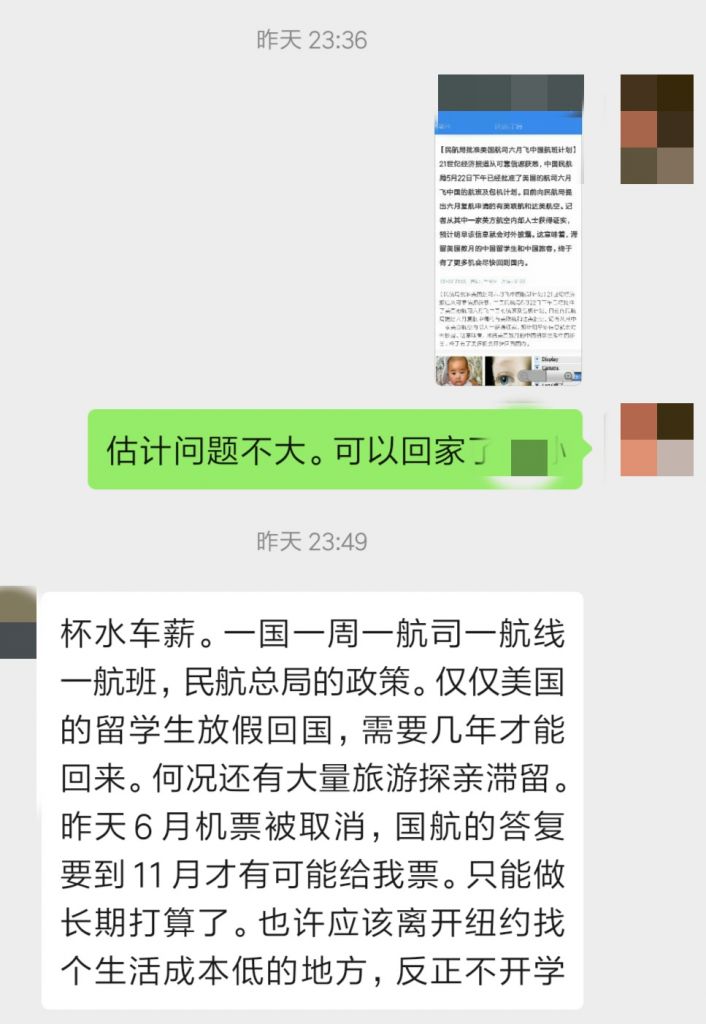 昨天 23:36
【民航局批准美国航司六月飞中国航班计划】
21世纪经济报道从可靠信源获悉，中国民航
局5月22日下午已经批准了美国的航司六月
飞中国的航班及包机计划。目前向民航局提
出六月复航申请的有美联航和达美航空。记
者从其中一家美方航空内部人士获得证实，
预计明早该信息就会对外披露。这意味着，滞
留美国数月的中国留学生和中国旅客，终于
有了更多机会尽快回到国内。
Display
Camera
估计问题不大。可以回家了
昨天 23:49
杯水车薪。一国一周一航司一航线
一航班，民航总局的政策。仅仅美国
的留学生放假回国，需要几年才能
回来。何况还有大量旅游探亲滞留。
昨天6月机票被取消，国航的答复
要到11月才有可能给我票。只能做
长期打算了。也许应该离开纽约找
个生活成本低的地方，反正不开学